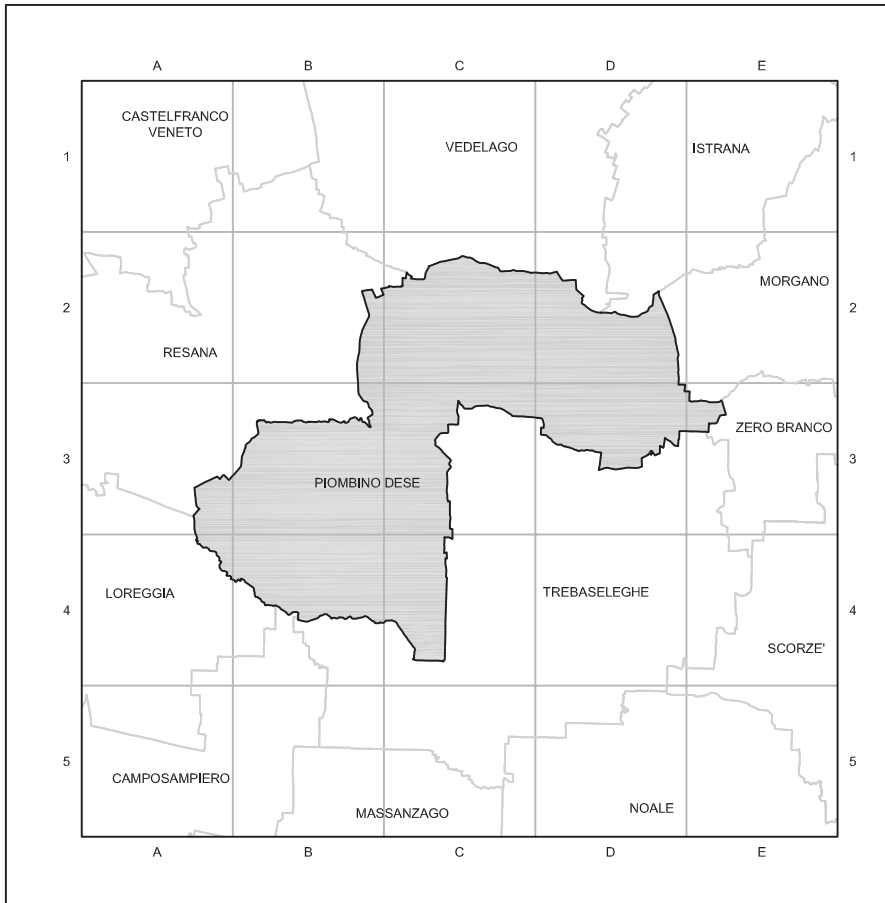 A B C D E
CASTELFRANCO
VENETO
1 VEDELAGO ISTRANA 1
MORGANO
2 2
RESANA
ZERO BRANCO
3 3
PIOMBINO DESE
LOREGGIA TREBASELEGHE
4 4
SCORZE'
5 5
CAMPOSAMPIERO
MASSANZAGO NOALE
A B C D E